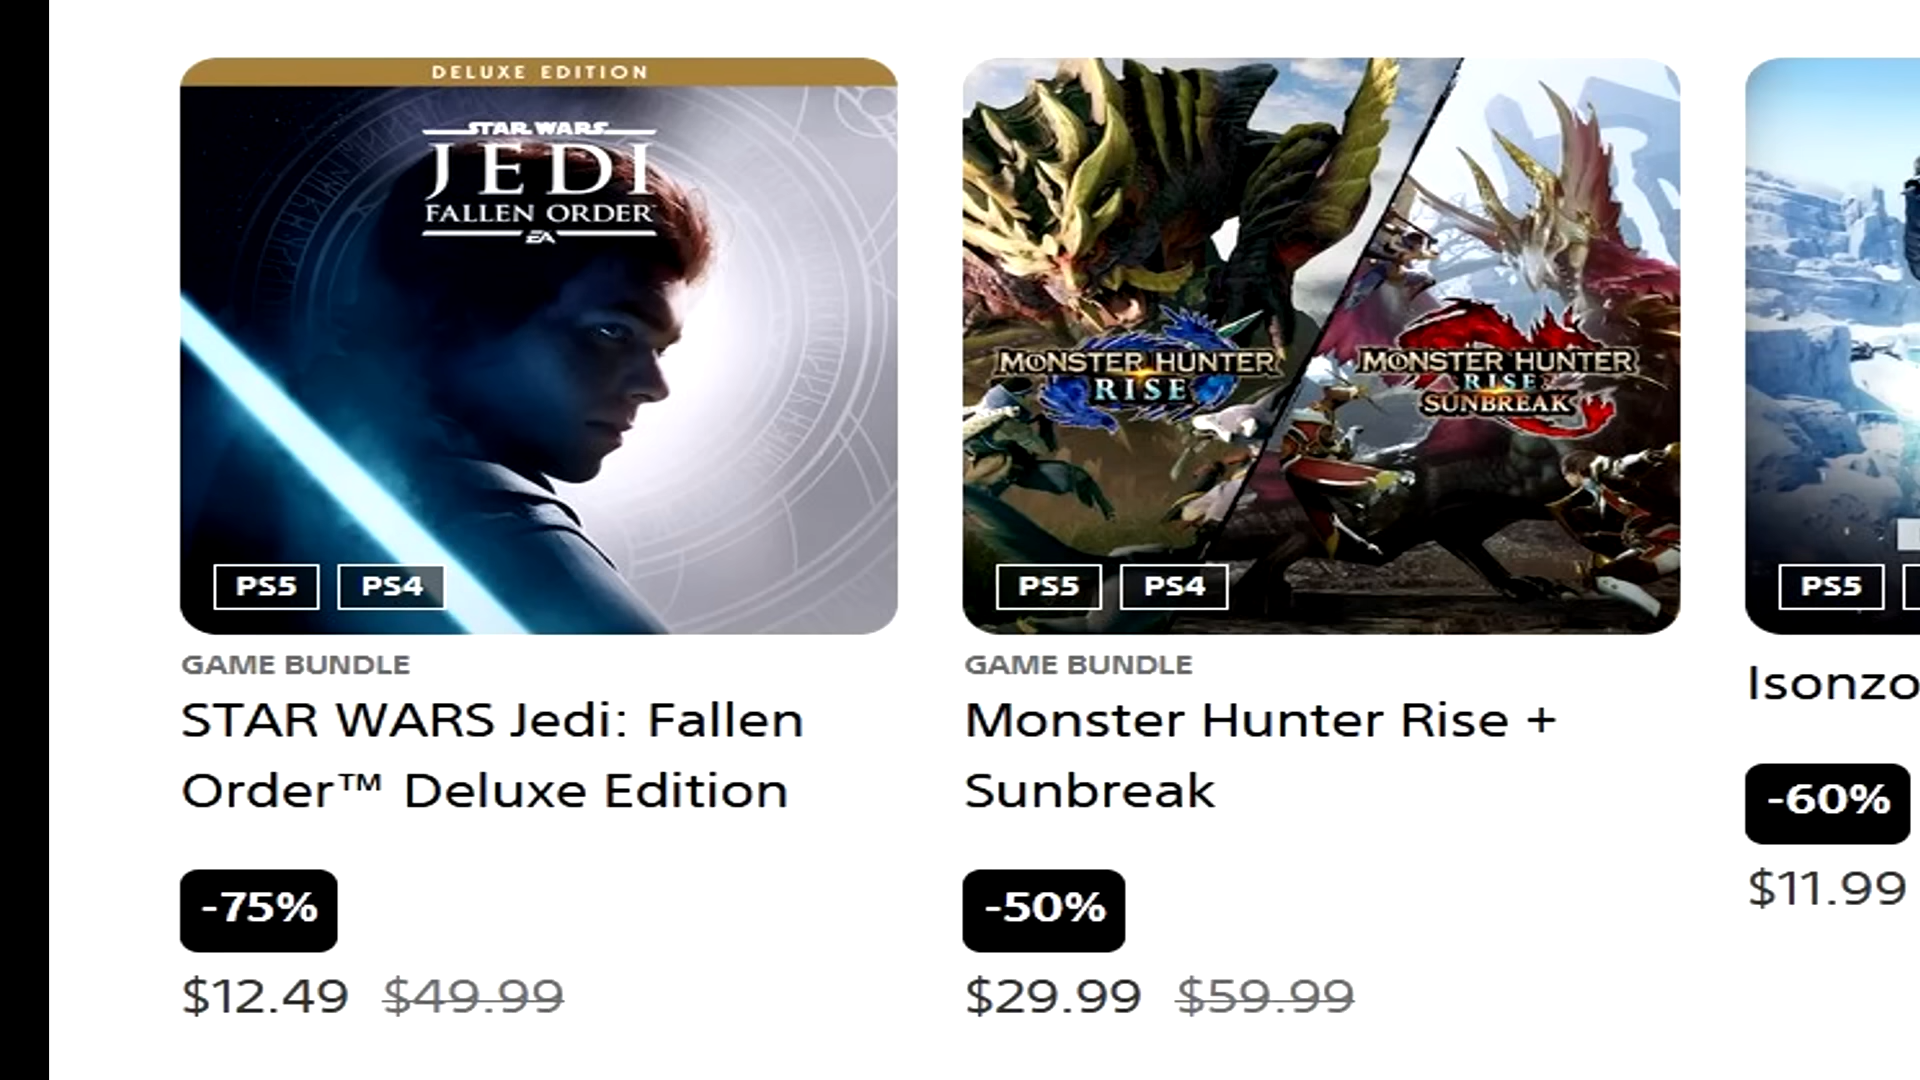 DELUXE EDITION
STAR WARS
JEDI
FALLEN ORDER
EA
PS5 PS4
GAME BUNDLE
STAR WARS Jedi: Fallen
Order™ Deluxe Edition
-75%
$12.49 $49.99
MONSTER HUNTER
RISE
MONSTER HUNTER
RISE
SUNBREAK
PS5 PS4
GAME BUNDLE
Monster Hunter Rise +
Sunbreak
-50%
$29.99 $59.99
PS5
Isonzo
-60%
$11.99